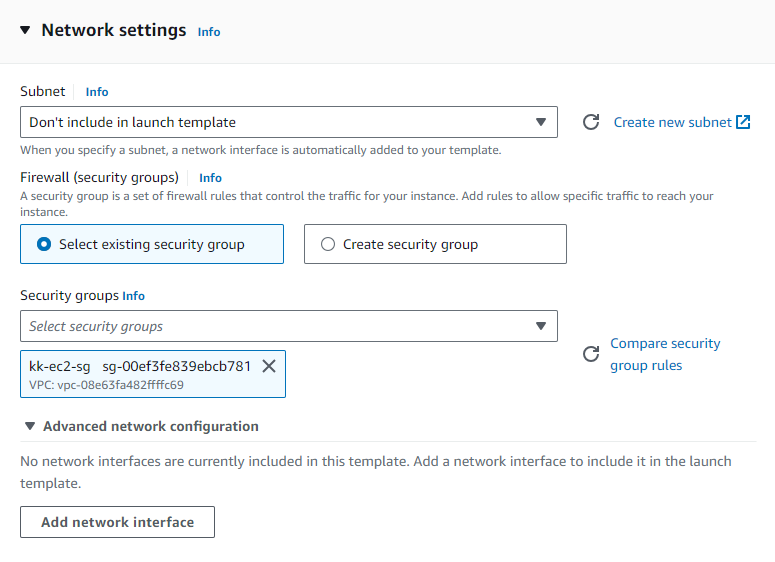 Network settings Info
Subnet Info
Don't include in launch template
Create new subnet
When you specify a subnet, a network interface is automatically added to your template.
Firewall (security groups) Info
A security group is a set of firewall rules that control the traffic for your instance. Add rules to allow specific traffic to reach your
instance.
Select existing security group
Create security group
Security groups Info
Select security groups
Compare security
group rules
kk-ec2-sg sg-00ef3fe839ebcb781
VPC: vpc-08e63fa482ffffc69
Advanced network configuration
No network interfaces are currently included in this template. Add a network interface to include it in the launch
template.
Add network interface